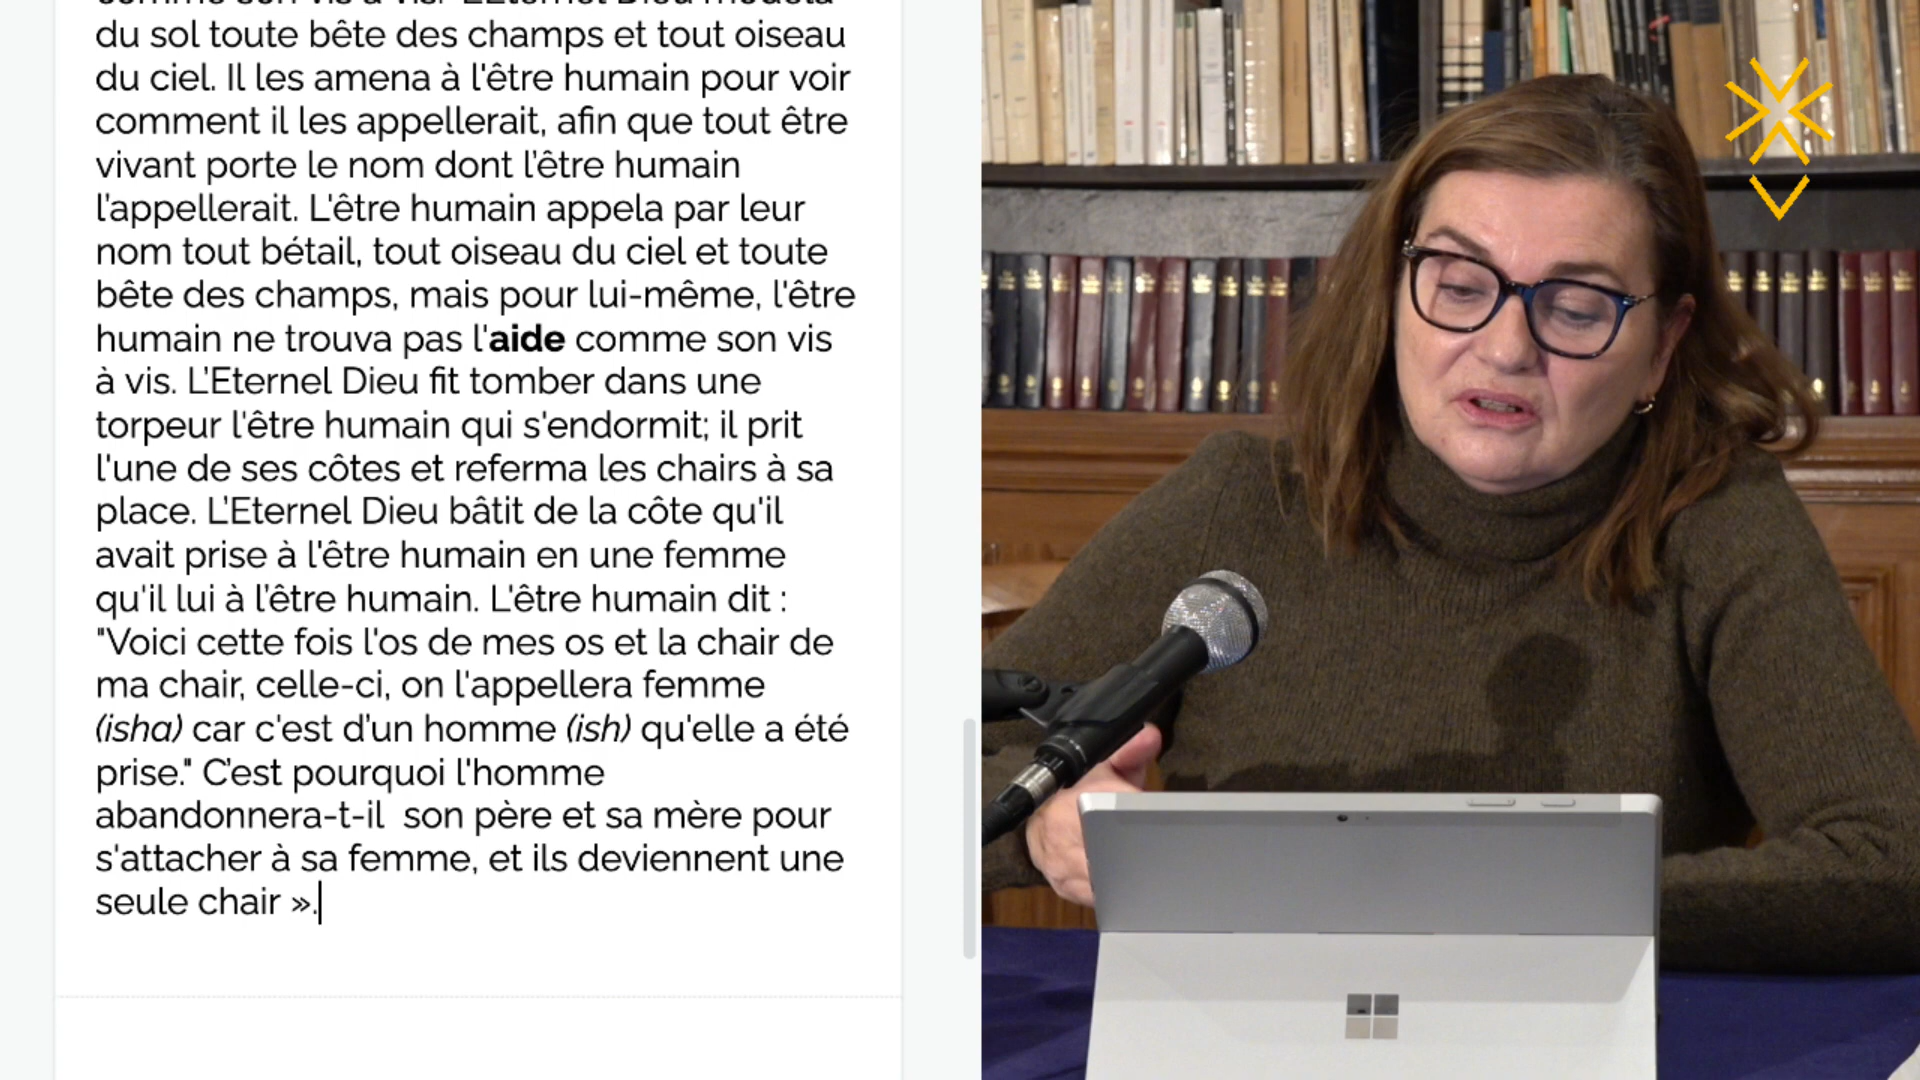 comme son vis à vis. L'Eternel Dieu modela
du sol toute bête des champs et tout oiseau
du ciel. Il les amena à l'être humain pour voir
comment il les appellerait, afin que tout être
vivant porte le nom dont l'être humain
l'appellerait. L'être humain appela par leur
nom tout bétail, tout oiseau du ciel et toute
bête des champs, mais pour lui-même, l'être
humain ne trouva pas l'aide comme son vis
à vis. L'Eternel Dieu fit tomber dans une
torpeur l'être humain qui s'endormit; il prit
l'une de ses côtes et referma les chairs à sa
place. L'Eternel Dieu bâtit de la côte qu'il
avait prise à l'être humain en une femme
qu'il lui à l'être humain. L'être humain dit :
"Voici cette fois l'os de mes os et la chair de
ma chair, celle-ci, on l'appellera femme
(isha) car c'est d'un homme (ish) qu'elle a été
prise." C'est pourquoi l'homme
abandonnera-t-il  son père et sa mère pour
s'attacher à sa femme, et ils deviennent une
seule chair ».